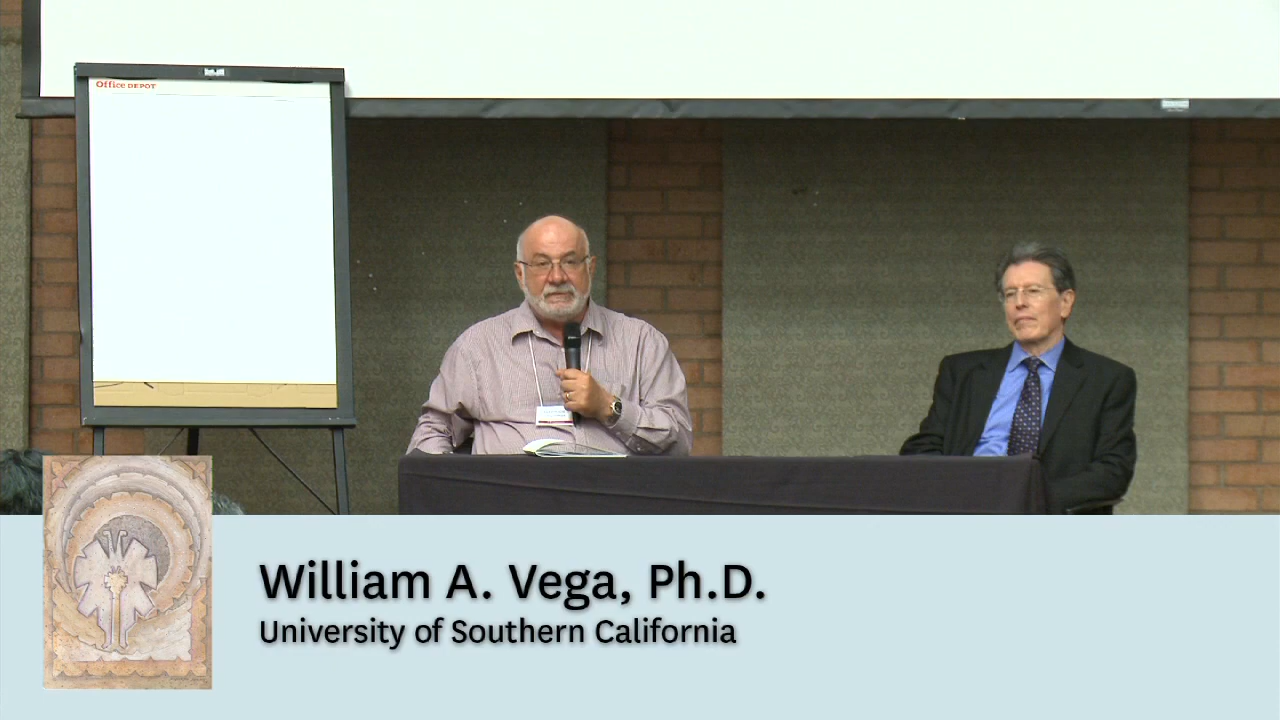 Office DEPOT
William A. Vega, Ph.D.
University of Southern California